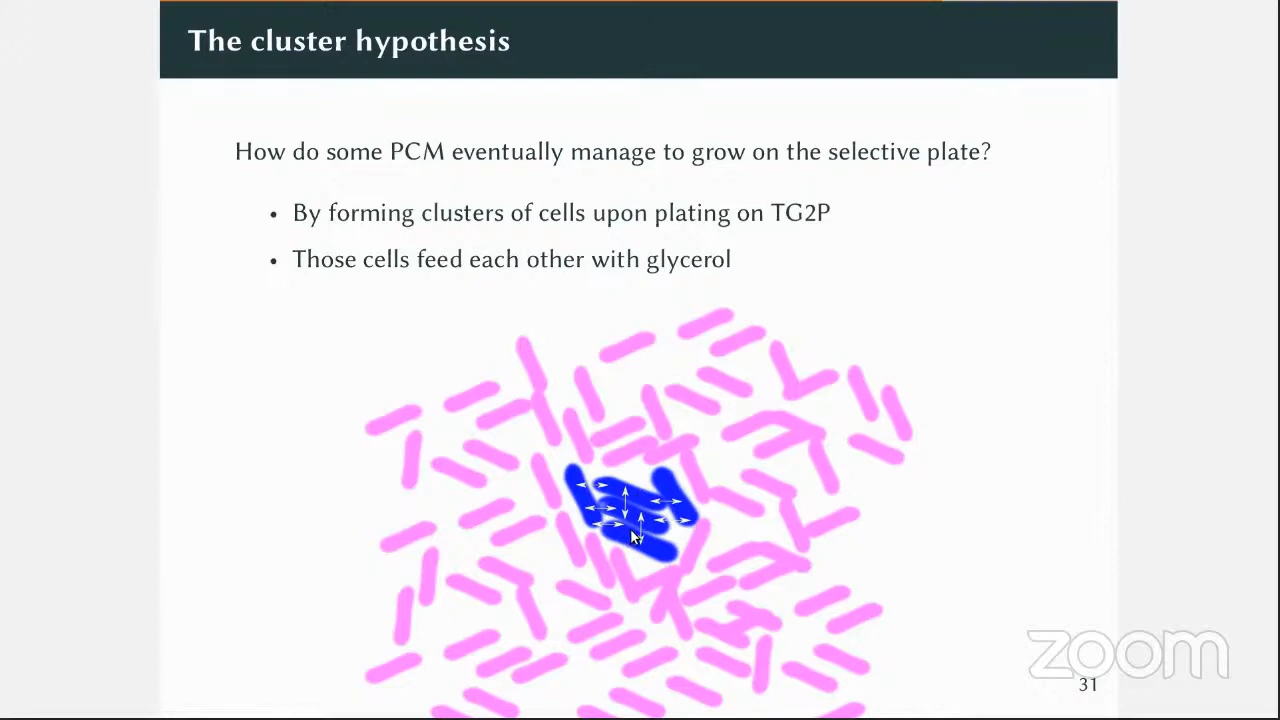 The cluster hypothesis
How do some PCM eventually manage to grow on the selective plate?
• By forming clusters of cells upon plating on TG2P
• Those cells feed each other with glycerol
zoom
31